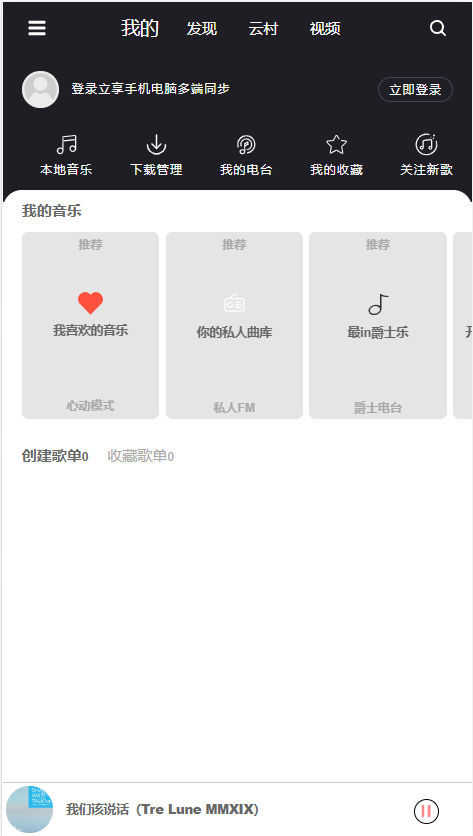 我的 发现 云村 视频
登录立享手机电脑多端同步 立即登录
本地音乐 下载管理 我的电台 我的收藏 关注新歌
我的音乐
推荐 推荐 推荐
我喜欢的音乐 你的私人曲库 最in爵士乐
心动模式 私人FM 爵士电台
创建歌单0 收藏歌单0
我们该说话（Tre Lune MMXIX）